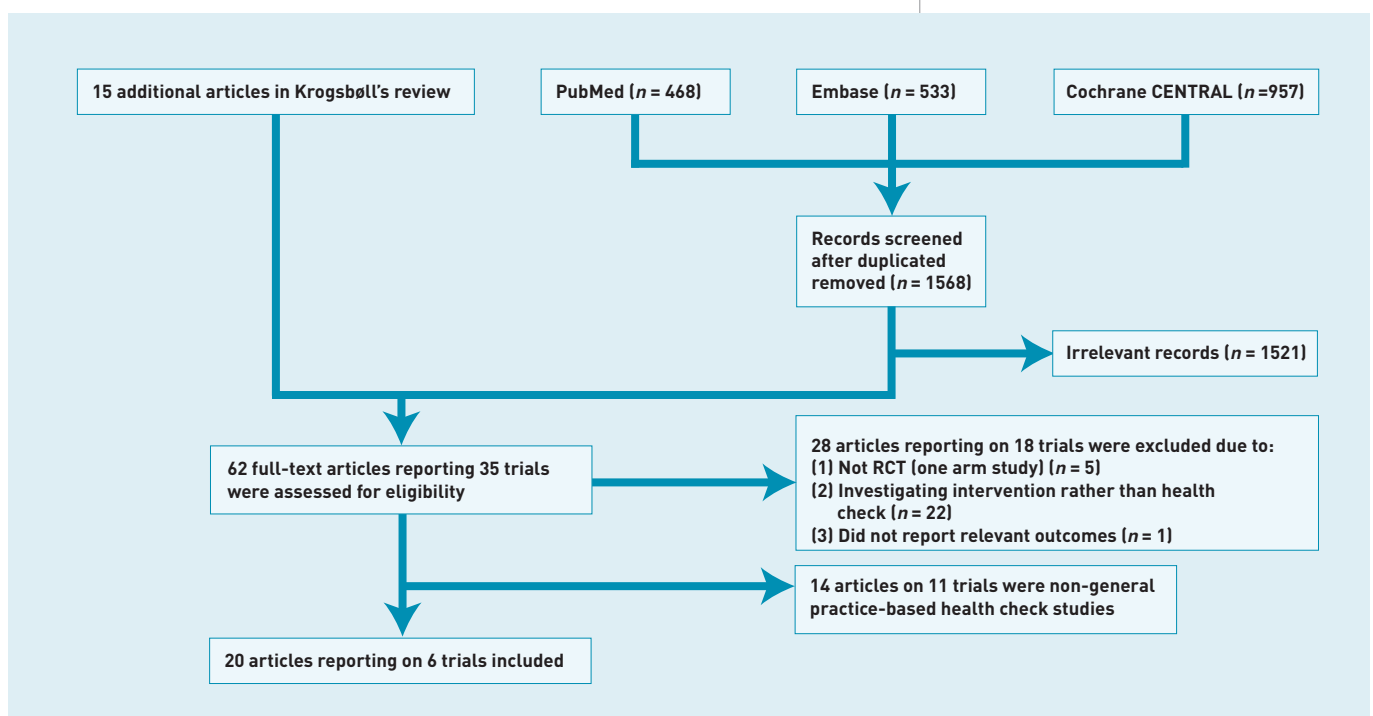 15 additional articles in Krogsbøll’s review
PubMed (n = 468)
Embase (n = 533)
Cochrane CENTRAL (n =957)
Records screened
after duplicated
removed (n = 1568)
Irrelevant records (n = 1521)
62 full-text articles reporting 35 trials
were assessed for eligibility
28 articles reporting on 18 trials were excluded due to:
(1) Not RCT (one arm study) (n = 5)
(2) Investigating intervention rather than health
check (n = 22)
(3) Did not report relevant outcomes (n = 1)
14 articles on 11 trials were non-general
practice-based health check studies
20 articles reporting on 6 trials included